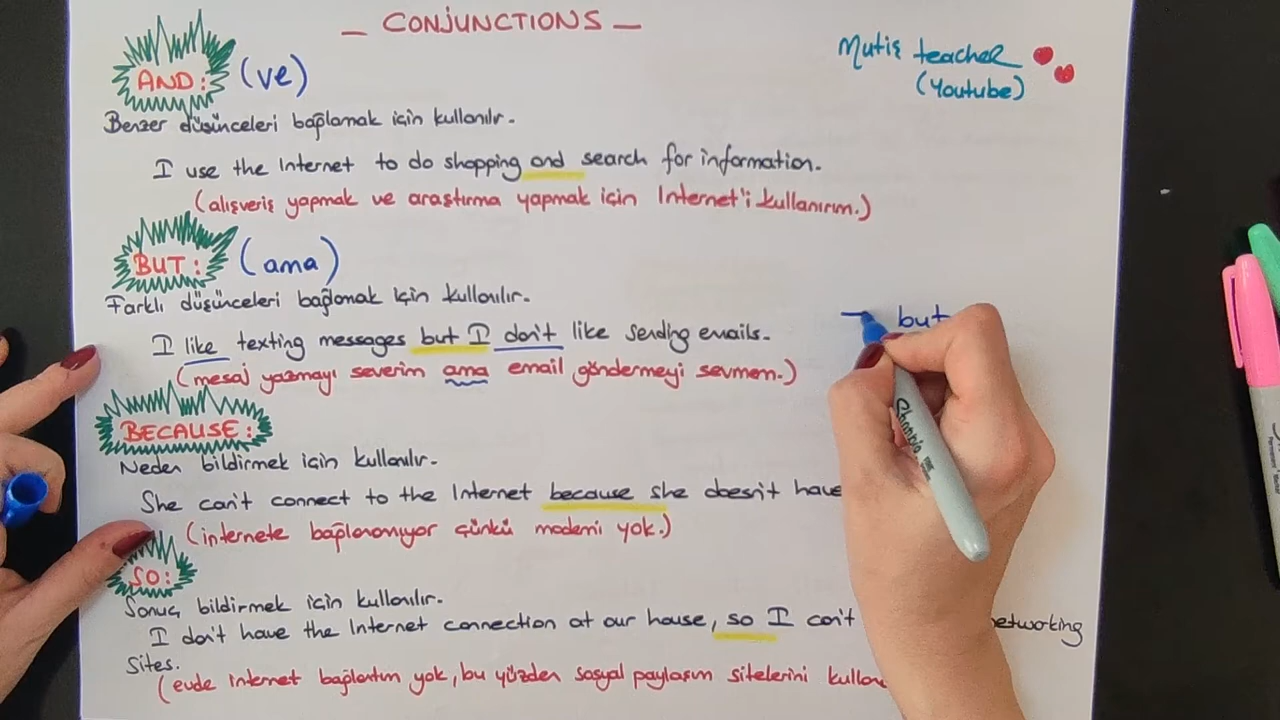 _ CONJUNCTIONS _
Mutiş teacher
(Youtube)
AND: (ve)
Benzer düşünceleri bağlamak için kullanılır.
I use the Internet to do shopping and search for information.
(alışveriş yapmak ve araştırma yapmak için Internet'i kullanırım.)
BUT: (ama)
Farklı düşünceleri bağlamak için kullanılır.
but
I like texting messages but I don't like sending emails.
(mesaj yazmayı severim ama email göndermeyi sevmem.)
BECAUSE:
Neden bildirmek için kullanılır.
She can't connect to the Internet because she doesn't have
(internete bağlanamıyor çünkü modemi yok.)
SO:
Sonuç bildirmek için kullanılır.
I don't have the Internet connection at our house, so I can't
sites.
(evde internet bağlantım yok, bu yüzden sosyal paylaşım sitelerini
Sharpie